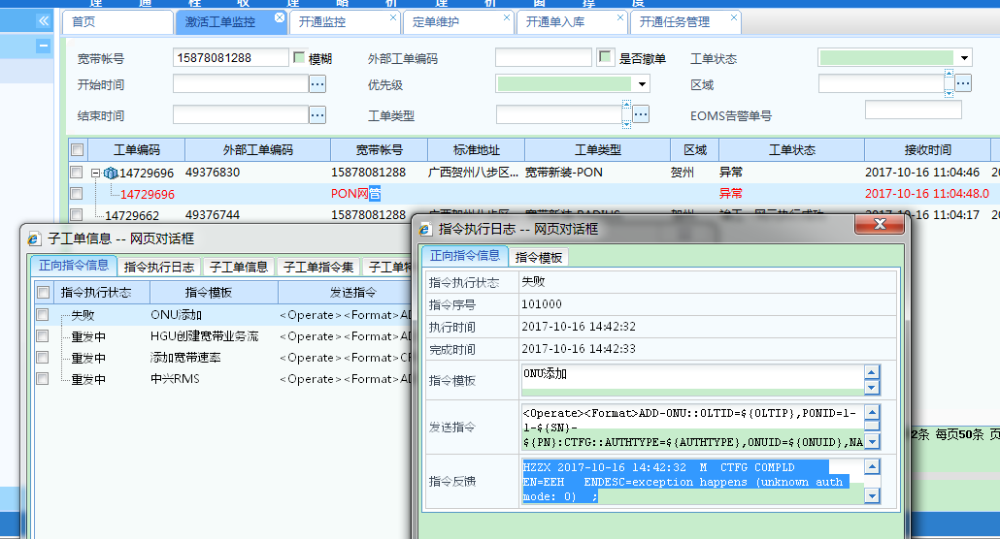 首页
激活工单监控
开通监控
定单维护
开通单入库
开通任务管理
宽带帐号
15878081288
模糊
外部工单编码
是否撤单
工单状态
开始时间
优先级
区域
结束时间
工单类型
EOMS告警单号
工单编码 外部工单编码 宽带帐号 标准地址 工单类型 区域 工单状态 接收时间
14729696 49376830 15878081288 广西贺州八步区... 宽带新装-PON 贺州 异常 2017-10-16 11:04:46 20
14729696 PON网管 异常 2017-10-16 11:04:48.0
14729662 49376744 15878081288 2017-10-16 11:04:17 20
子工单信息 -- 网页对话框
正向指令信息 指令执行日志 子工单信息 子工单指令集
指令执行状态 指令模板 发送指令
失败 ONU添加 <Operate><Format>AD
重发中 HGU创建宽带业务流 <Operate><Format>AD
重发中 添加宽带速率 <Operate><Format>CF
重发中 中兴RMS <Operate><Format>AD
指令执行日志 -- 网页对话框
正向指令信息 指令模板
指令执行状态 失败
指令序号 101000
执行时间 2017-10-16 14:42:32
完成时间 2017-10-16 14:42:33
指令模板 ONU添加
发送指令
<Operate><Format>ADD-ONU::OLTID=${OLTIP},PONID=1-
1-${SN}-
${PN}:CTFG::AUTHTYPE=${AUTHTYPE},ONUID=${ONUID},NA
指令反馈
HZZX 2017-10-16 14:42:32 M CTFG COMPLD
EN=EEH ENDESC=exception happens (unknown auth
mode: 0) ;
2条 每页50条 页